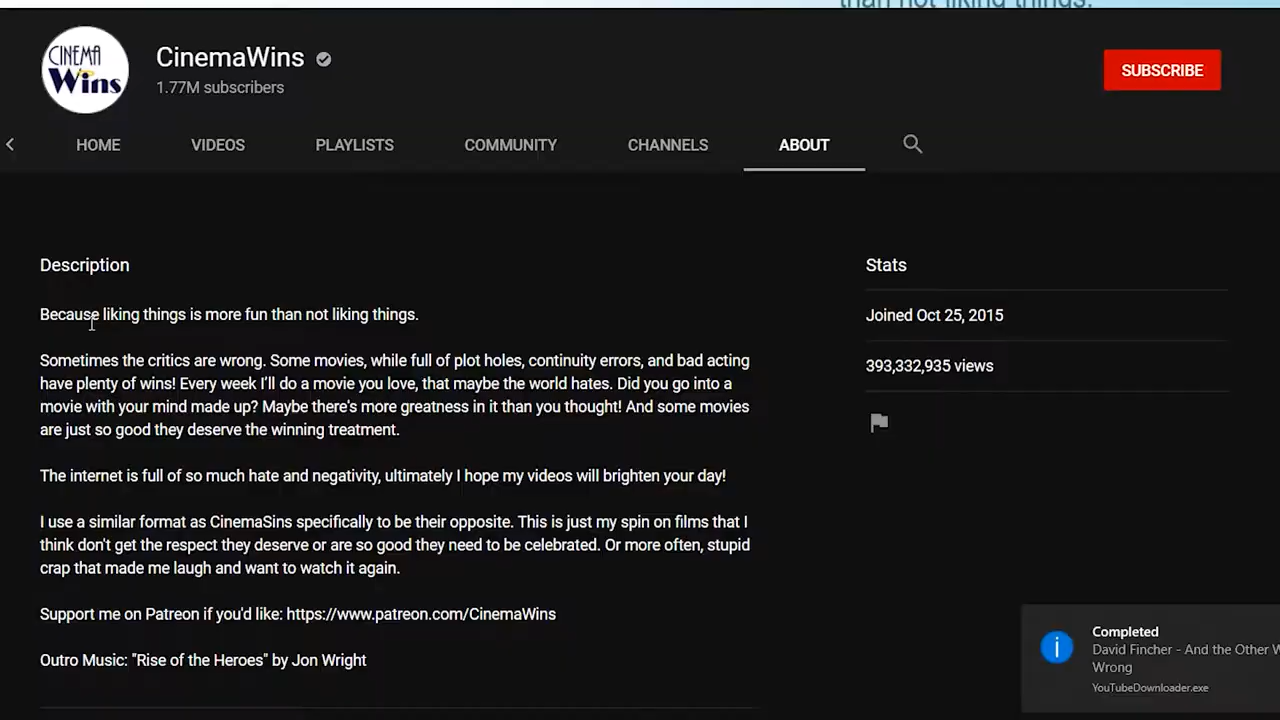 than not liking things.
CINEMA
Wins
CinemaWins
1.77M subscribers
SUBSCRIBE
HOME
VIDEOS
PLAYLISTS
COMMUNITY
CHANNELS
ABOUT
Description
Because liking things is more fun than not liking things.
Sometimes the critics are wrong. Some movies, while full of plot holes, continuity errors, and bad acting
have plenty of wins! Every week I'll do a movie you love, that maybe the world hates. Did you go into a
movie with your mind made up? Maybe there's more greatness in it than you thought! And some movies
are just so good they deserve the winning treatment.
The internet is full of so much hate and negativity, ultimately I hope my videos will brighten your day!
I use a similar format as CinemaSins specifically to be their opposite. This is just my spin on films that I
think don't get the respect they deserve or are so good they need to be celebrated. Or more often, stupid
crap that made me laugh and want to watch it again.
Support me on Patreon if you'd like: https://www.patreon.com/CinemaWins
Outro Music: "Rise of the Heroes" by Jon Wright
Stats
Joined Oct 25, 2015
393,332,935 views
Completed
David Fincher - And the Other W
Wrong
YouTubeDownloader.exe